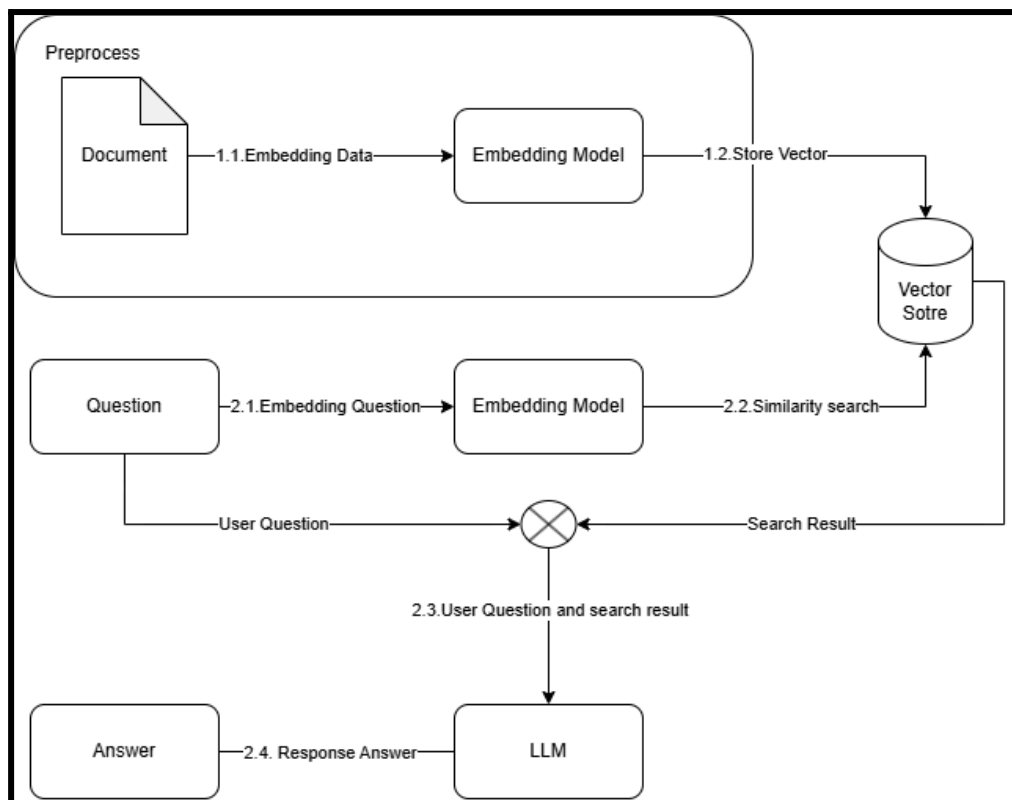 Preprocess
Document
1.1.Embedding Data
Embedding Model
1.2.Store Vector
Vector
Sotre
Question
2.1.Embedding Question
Embedding Model
2.2.Similarity search
User Question
Search Result
2.3.User Question and search result
Answer
2.4. Response Answer
LLM